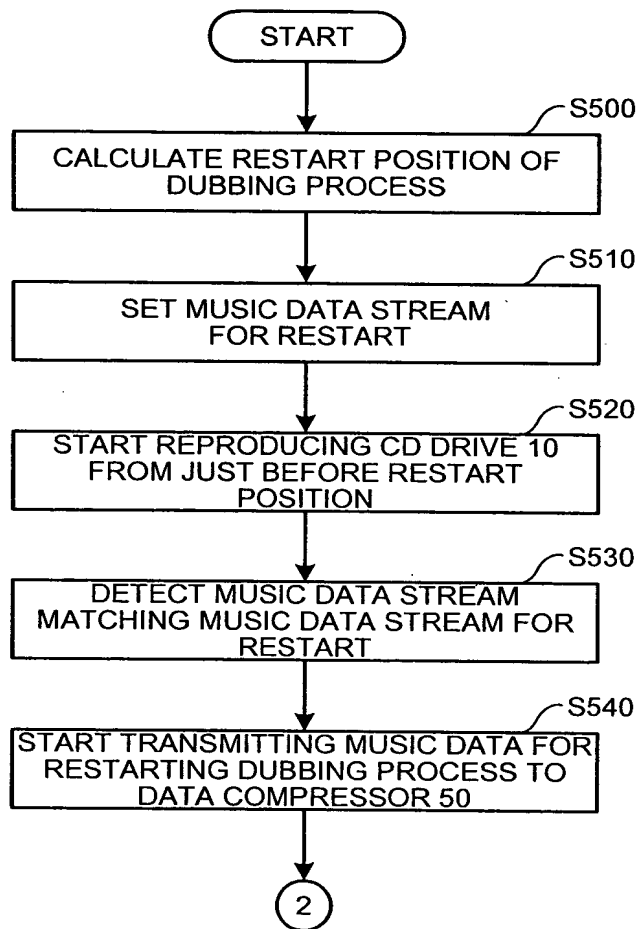 START
S500
CALCULATE RESTART POSITION OF
DUBBING PROCESS
S510
SET MUSIC DATA STREAM
FOR RESTART
S520
START REPRODUCING CD DRIVE 10
FROM JUST BEFORE RESTART
POSITION
S530
DETECT MUSIC DATA STREAM
MATCHING MUSIC DATA STREAM FOR
RESTART
S540
START TRANSMITTING MUSIC DATA FOR
RESTARTING DUBBING PROCESS TO
DATA COMPRESSOR 50
2